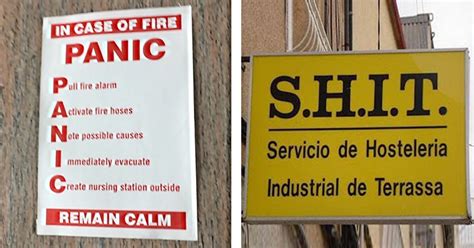 IN CASE OF FIRE
PANIC
Pull fire alarm
Activate fire hoses
Note possible causes
Immediately evacuate
Create nursing station outside
REMAIN CALM
S.H.I.T.
Servicio de Hosteleria
Industrial de Terrassa